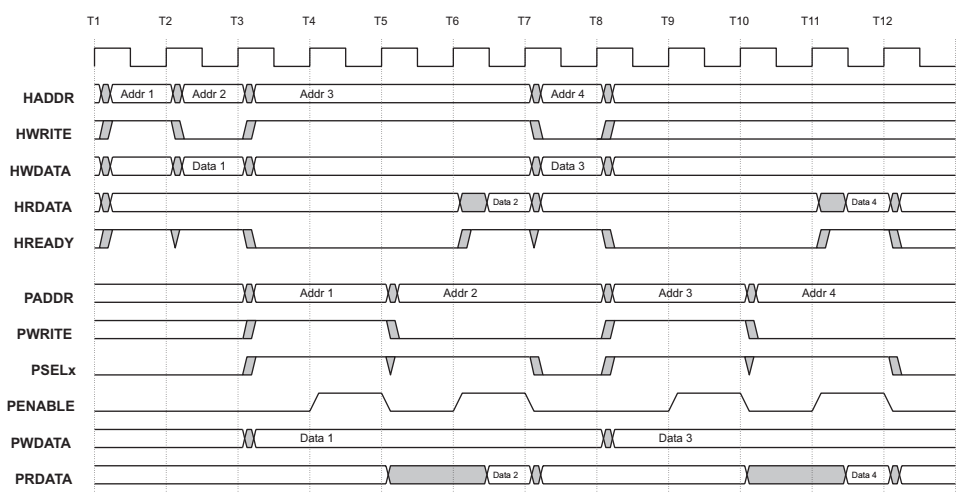 T1 T2 T3 T4 T5 T6 T7 T8 T9 T10 T11 T12
HADDR Addr 1 Addr 2 Addr 3 Addr 4
HWRITE
HWDATA Data 1 Data 3
HRDATA Data 2 Data 4
HREADY
PADDR Addr 1 Addr 2 Addr 3 Addr 4
PWRITE
PSELx
PENABLE
PWDATA Data 1 Data 3
PRDATA Data 2 Data 4